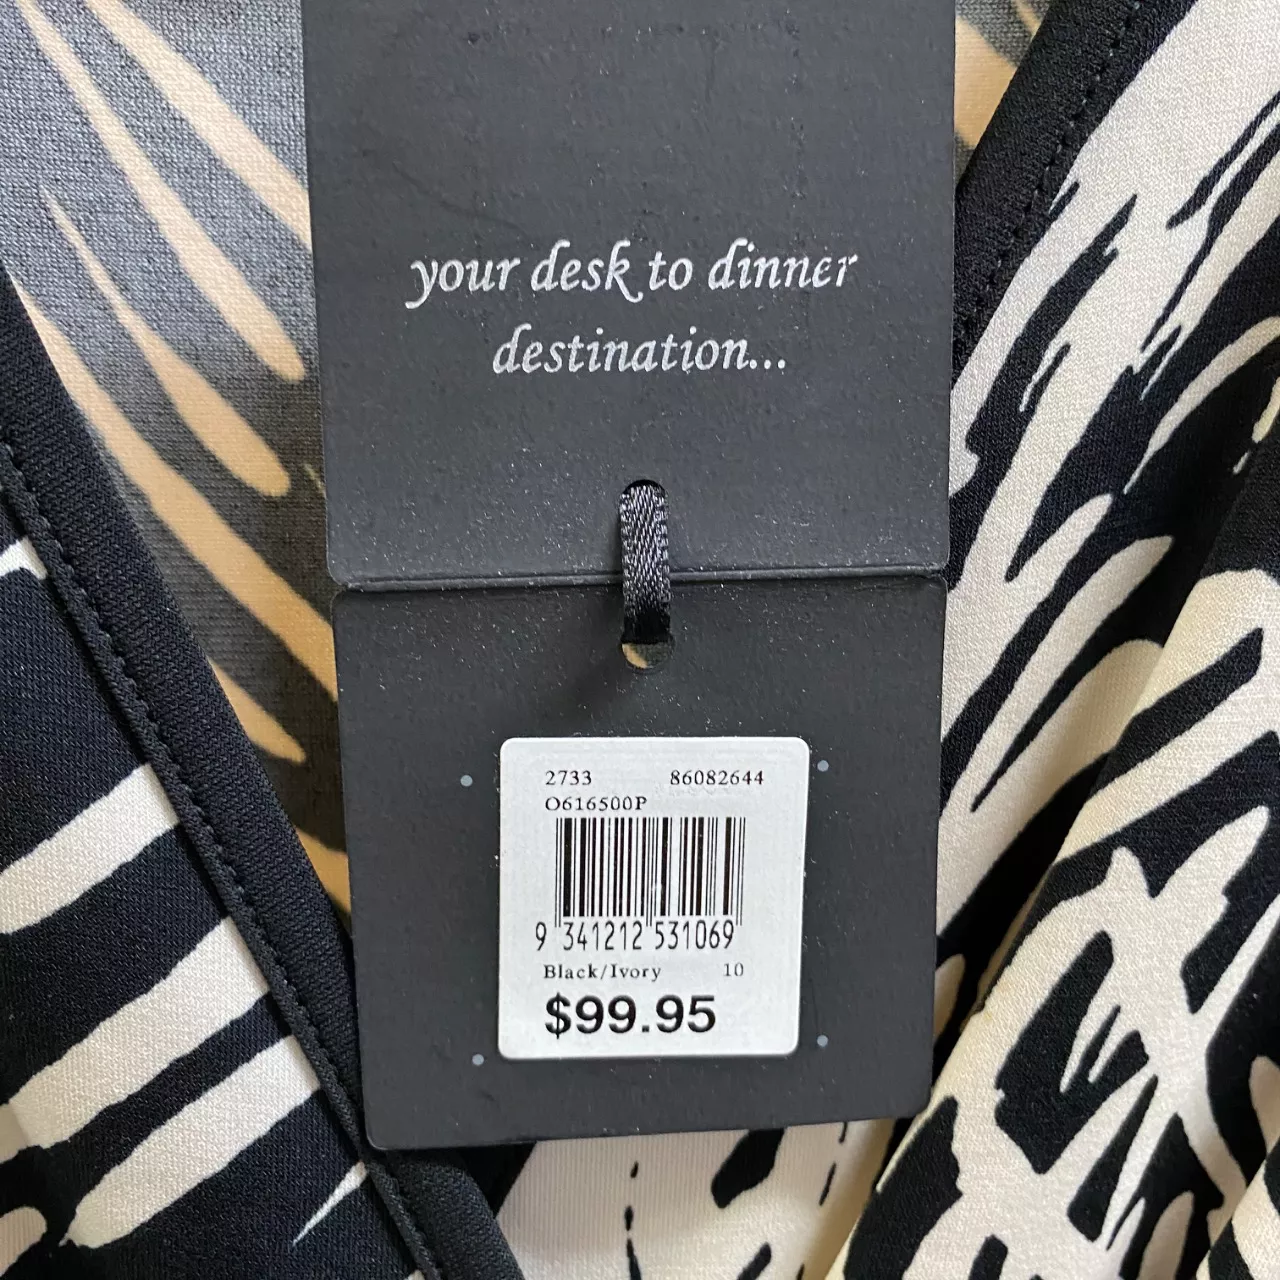 your desk to dinner
destination...
2733 86082644
O616500P
9 341212 531069
Black/Ivory 10
$99.95